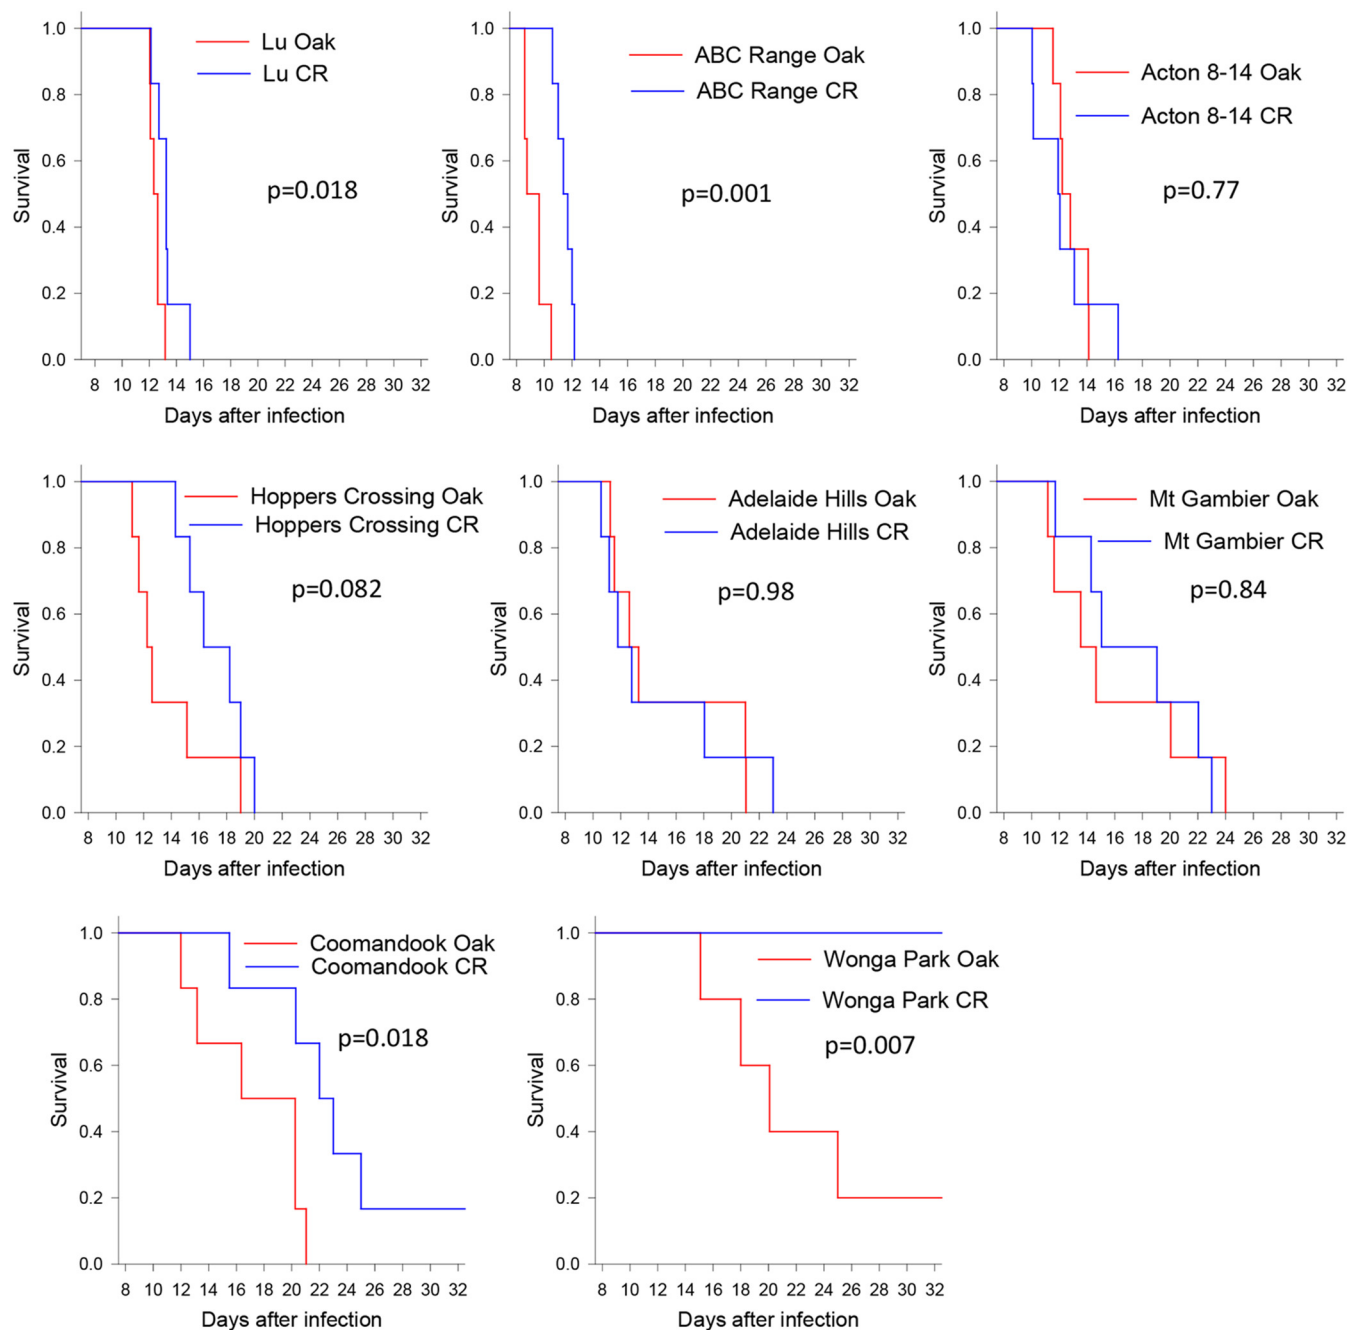 Lu Oak
Lu CR
p=0.018
Survival
1.0
0.8
0.6
0.4
0.2
0.0
8 10 12 14 16 18 20 22 24 26 28 30 32
Days after infection
ABC Range Oak
ABC Range CR
p=0.001
Survival
1.0
0.8
0.6
0.4
0.2
0.0
8 10 12 14 16 18 20 22 24 26 28 30 32
Days after infection
Acton 8-14 Oak
Acton 8-14 CR
p=0.77
Survival
1.0
0.8
0.6
0.4
0.2
0.0
8 10 12 14 16 18 20 22 24 26 28 30 32
Days after infection
Hoppers Crossing Oak
Hoppers Crossing CR
p=0.082
Survival
1.0
0.8
0.6
0.4
0.2
0.0
8 10 12 14 16 18 20 22 24 26 28 30 32
Days after infection
Adelaide Hills Oak
Adelaide Hills CR
p=0.98
Survival
1.0
0.8
0.6
0.4
0.2
0.0
8 10 12 14 16 18 20 22 24 26 28 30 32
Days after infection
Mt Gambier Oak
Mt Gambier CR
p=0.84
Survival
1.0
0.8
0.6
0.4
0.2
0.0
8 10 12 14 16 18 20 22 24 26 28 30 32
Days after infection
Coomandook Oak
Coomandook CR
p=0.018
Survival
1.0
0.8
0.6
0.4
0.2
0.0
8 10 12 14 16 18 20 22 24 26 28 30 32
Days after infection
Wonga Park Oak
Wonga Park CR
p=0.007
Survival
1.0
0.8
0.6
0.4
0.2
0.0
8 10 12 14 16 18 20 22 24 26 28 30 32
Days after infection